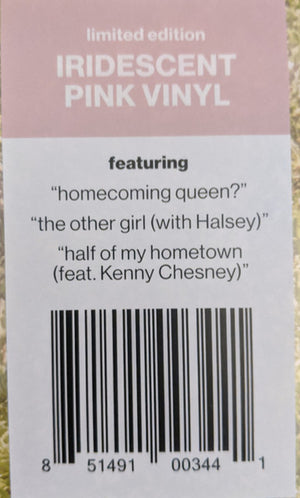 limited edition
IRIDESCENT
PINK VINYL
featuring
“homecoming queen?”
“the other girl (with Halsey)”
“half of my hometown
(feat. Kenny Chesney)”
8 51491 00344 1